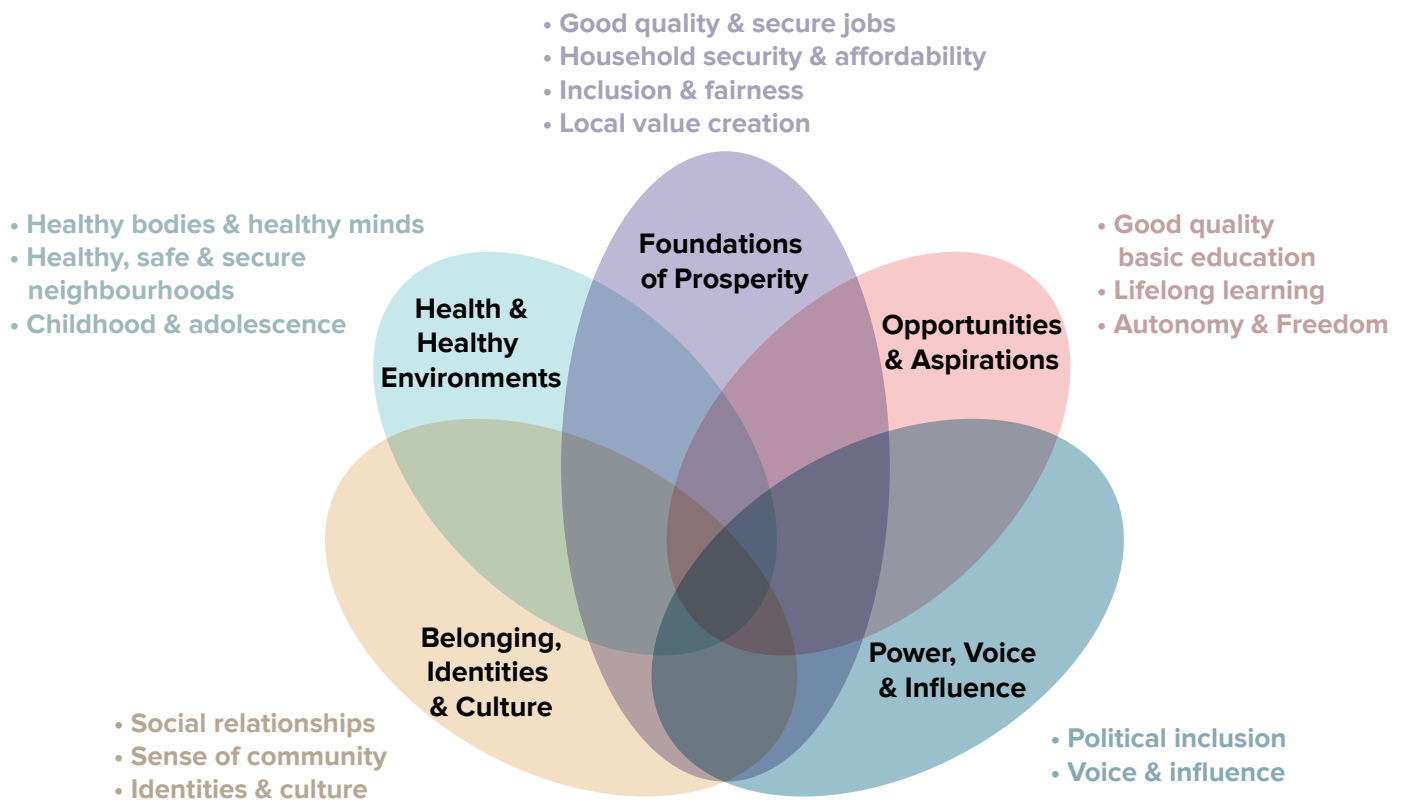 • Good quality & secure jobs
• Household security & affordability
• Inclusion & fairness
• Local value creation
• Healthy bodies & healthy minds
• Healthy, safe & secure
neighbourhoods
• Childhood & adolescence
Foundations
of Prosperity
• Good quality
basic education
• Lifelong learning
• Autonomy & Freedom
Health &
Healthy
Environments
Opportunities
& Aspirations
Belonging,
Identities
& Culture
Power, Voice
& Influence
• Social relationships
• Sense of community
• Identities & culture
• Political inclusion
• Voice & influence